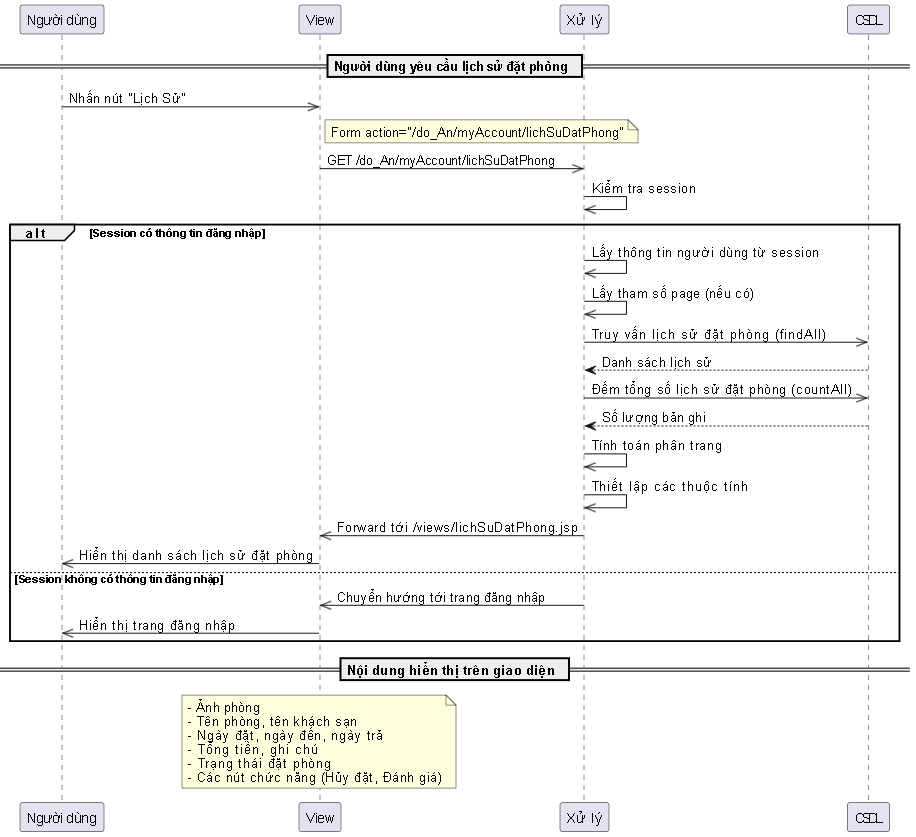 Người dùng
View
Xử lý
CSDL
Người dùng yêu cầu lịch sử đặt phòng
Nhấn nút "Lịch Sử"
Form action="/do_An/myAccount/lichSuDatPhong"
GET /do_An/myAccount/lichSuDatPhong
Kiểm tra session
alt
[Session có thông tin đăng nhập]
Lấy thông tin người dùng từ session
Lấy tham số page (nếu có)
Truy vấn lịch sử đặt phòng (findAll)
Danh sách lịch sử
Đếm tổng số lịch sử đặt phòng (countAll)
Số lượng bản ghi
Tính toán phân trang
Thiết lập các thuộc tính
Forward tới /views/lichSuDatPhong.jsp
Hiển thị danh sách lịch sử đặt phòng
[Session không có thông tin đăng nhập]
Chuyển hướng tới trang đăng nhập
Hiển thị trang đăng nhập
Nội dung hiển thị trên giao diện
- Ảnh phòng
- Tên phòng, tên khách sạn
- Ngày đặt, ngày đến, ngày trả
- Tổng tiền, ghi chú
- Trạng thái đặt phòng
- Các nút chức năng (Hủy đặt, Đánh giá)
Người dùng
View
Xử lý
CSDL